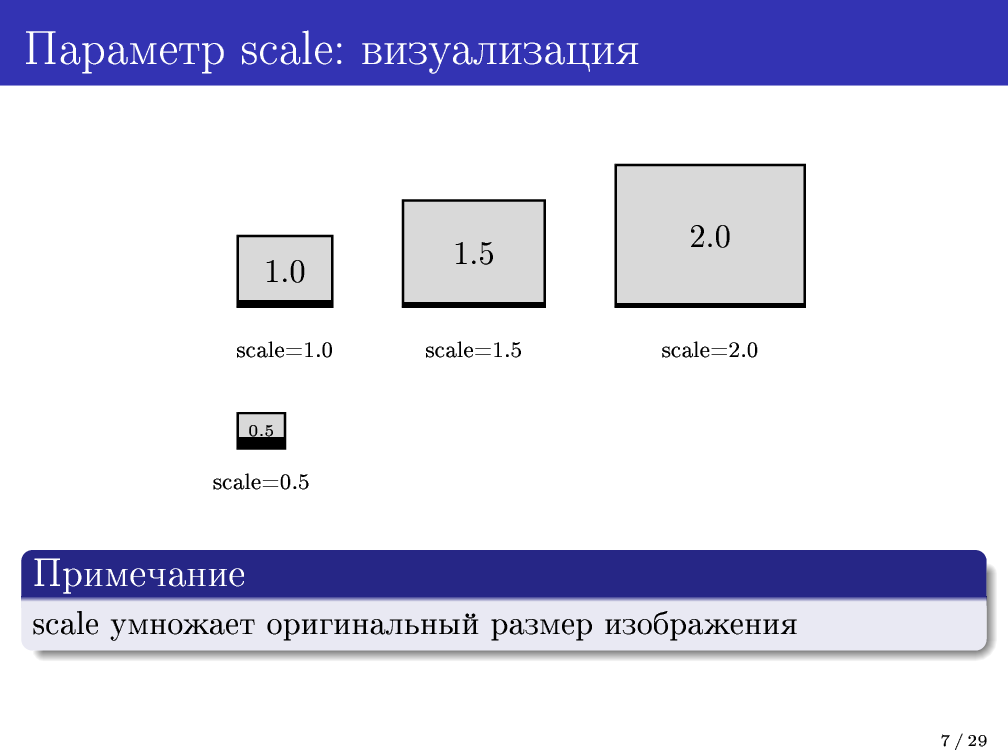 Параметр scale: визуализация
1.0
1.5
2.0
scale=1.0
scale=1.5
scale=2.0
0.5
scale=0.5
Примечание
scale умножает оригинальный размер изображения
7 / 29